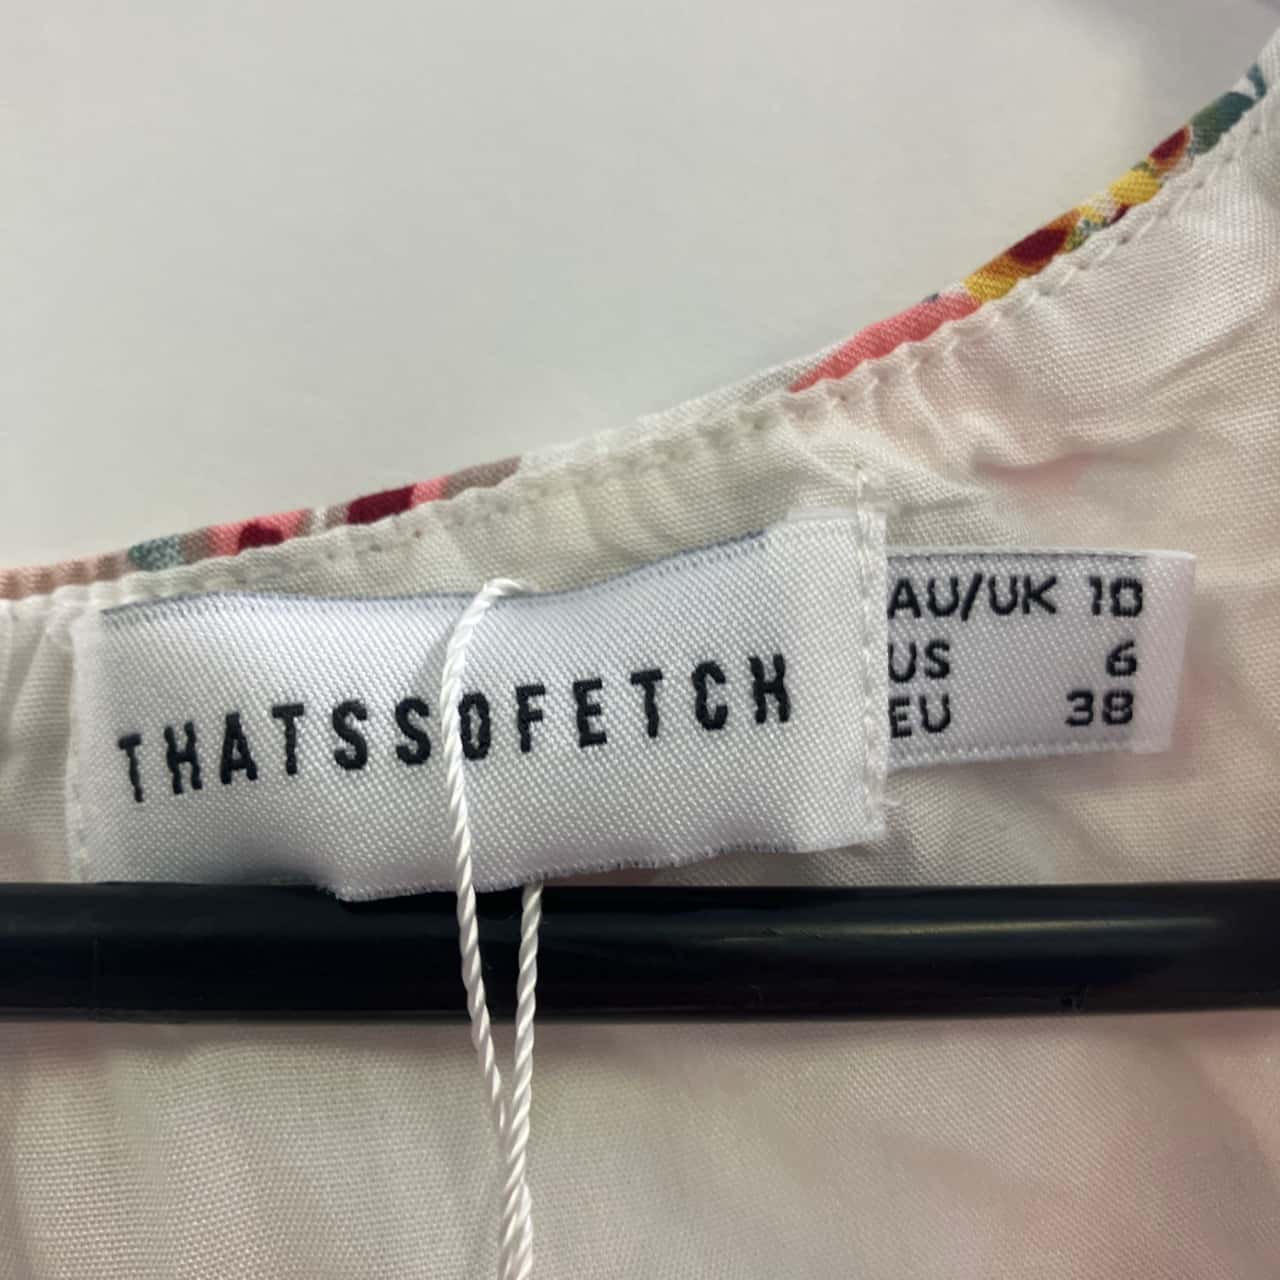 THATSSOFETCH
AU/UK 10
US 6
EU 38